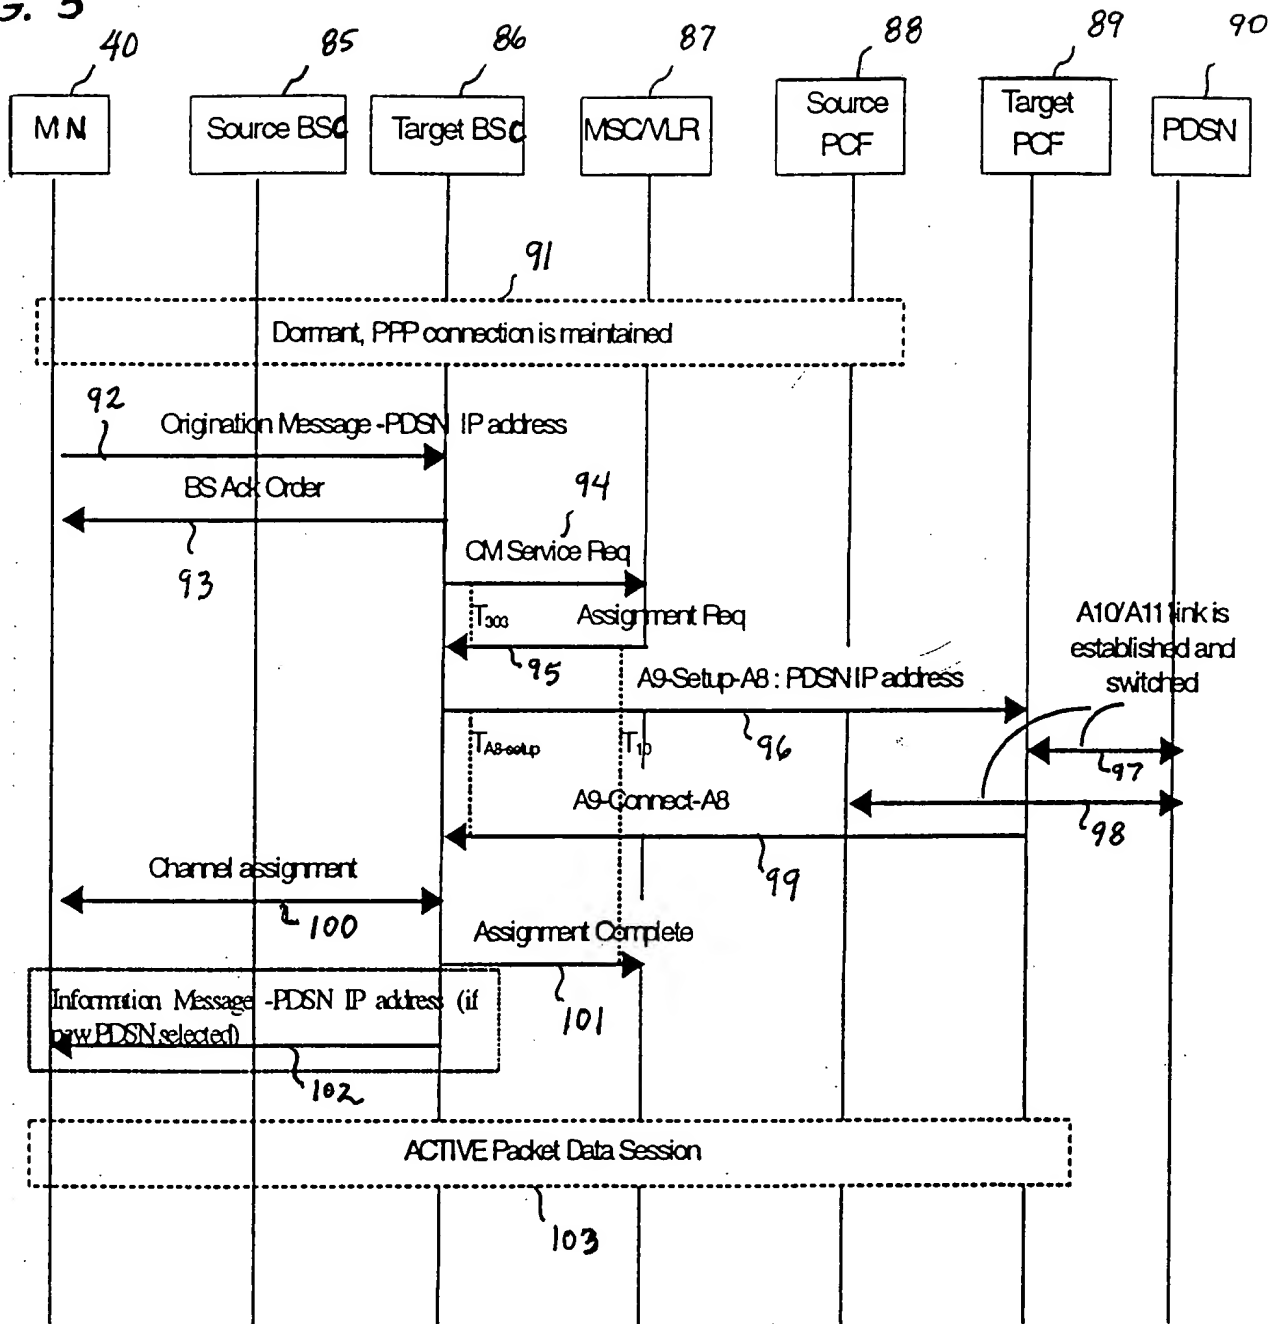 G. 5
40
85
86
87
88
89
90
MN
Source BSC
Target BSC
MSC/VLR
Source
PCF
Target
PCF
PDSN
91
Dormant, PPP connection is maintained
92
Origination Message -PDSN IP address
BS Ack Order
93
94
CM Service Req
T303
Assignment Req
95
A10/A11 link is
established and
switched
A9-Setup-A8 : PDSN IP address
96
97
TA8-setup
T10
A9-Connect-A8
98
99
Channel assignment
100
Assignment Complete
101
Information Message -PDSN IP address (if
new PDSN selected)
102
ACTIVE Packet Data Session
103